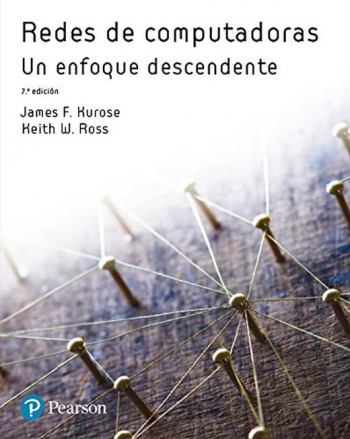 Redes de computadoras
Un enfoque descendente
7.ª edición
James F. Kurose
Keith W. Ross
Pearson